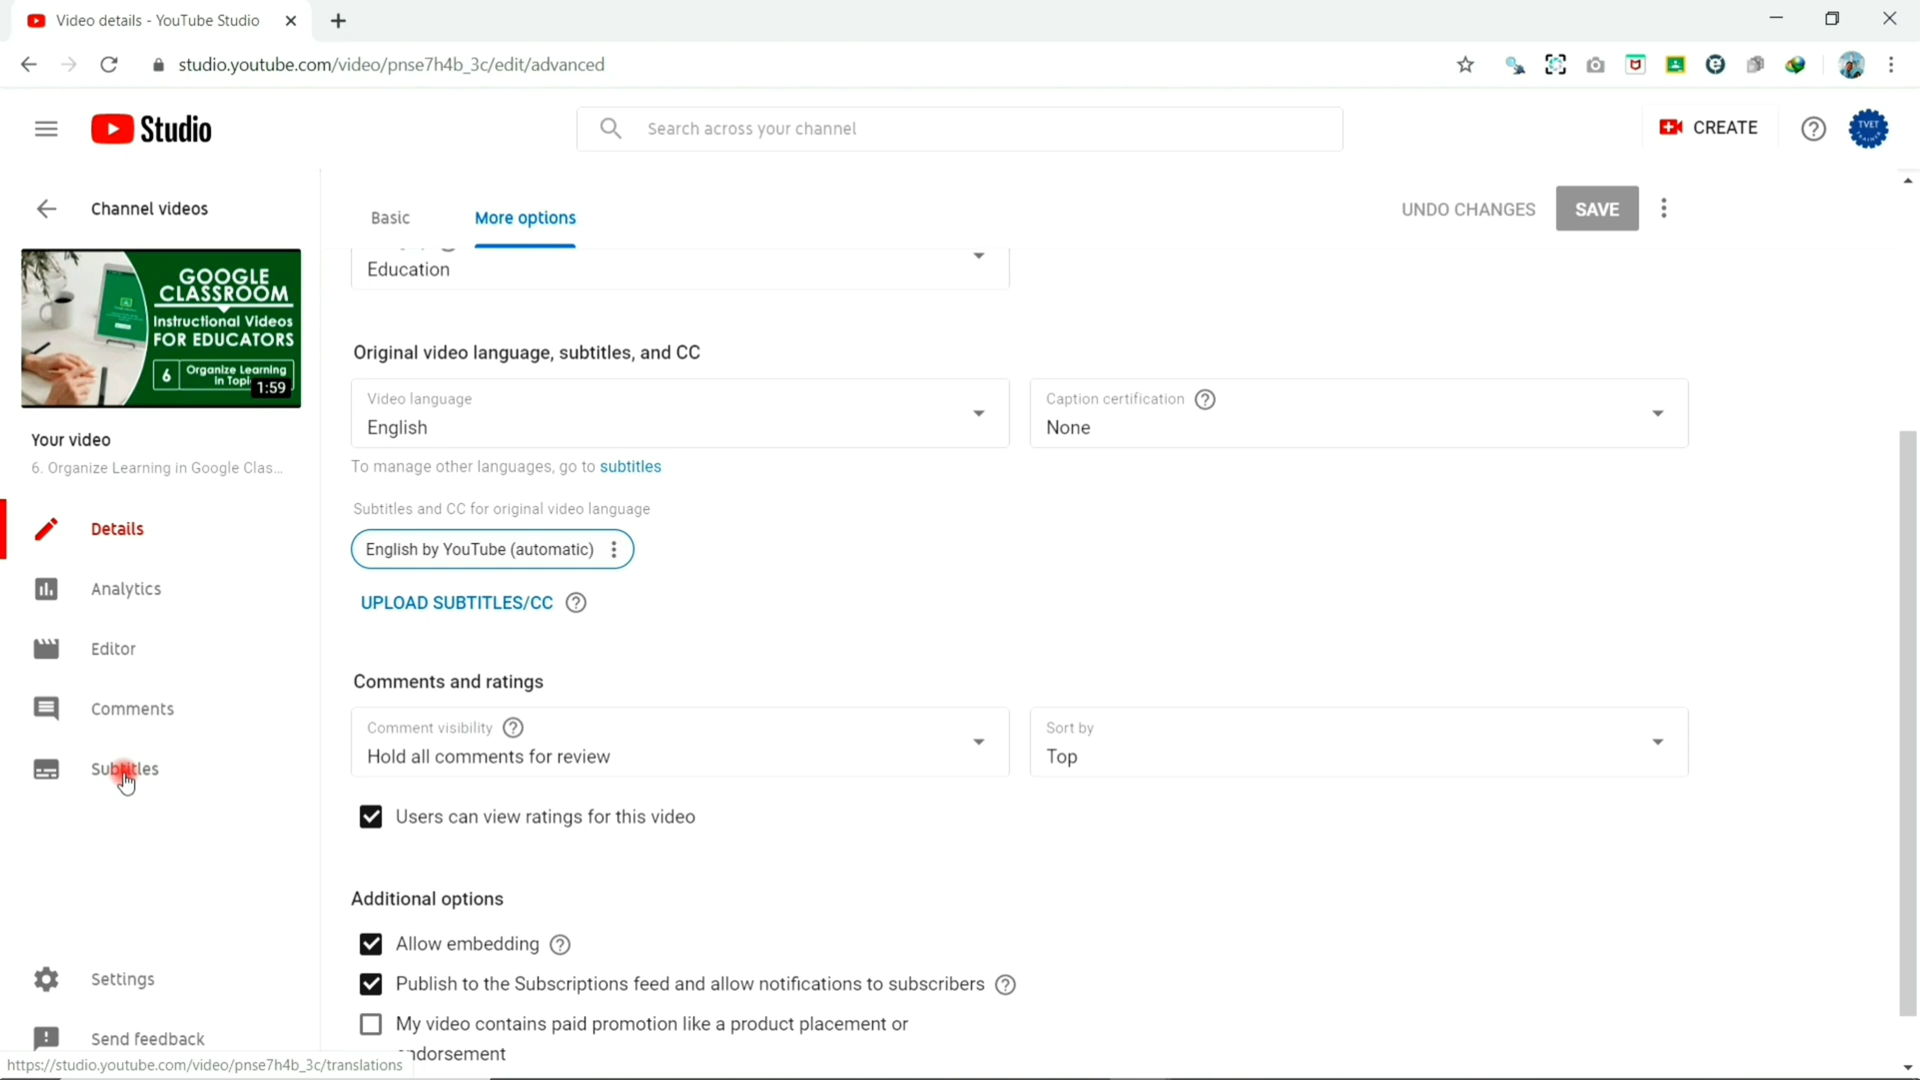 Video details - YouTube Studio
studio.youtube.com/video/pnse7h4b_3c/edit/advanced
Studio
Search across your channel
CREATE
TVET
Channel videos
Basic
More options
UNDO CHANGES
SAVE
GOOGLE
CLASSROOM
Instructional Videos
FOR EDUCATORS
6 Organize Learning
in Topi
1:59
Your video
6. Organize Learning in Google Clas...
Details
Analytics
Editor
Comments
Subtitles
Settings
Send feedback
Education
Original video language, subtitles, and CC
Video language
English
Caption certification
None
To manage other languages, go to subtitles
Subtitles and CC for original video language
English by YouTube (automatic)
UPLOAD SUBTITLES/CC
Comments and ratings
Comment visibility
Hold all comments for review
Sort by
Top
Users can view ratings for this video
Additional options
Allow embedding
Publish to the Subscriptions feed and allow notifications to subscribers
My video contains paid promotion like a product placement or
ndorsement
https://studio.youtube.com/video/pnse7h4b_3c/translations